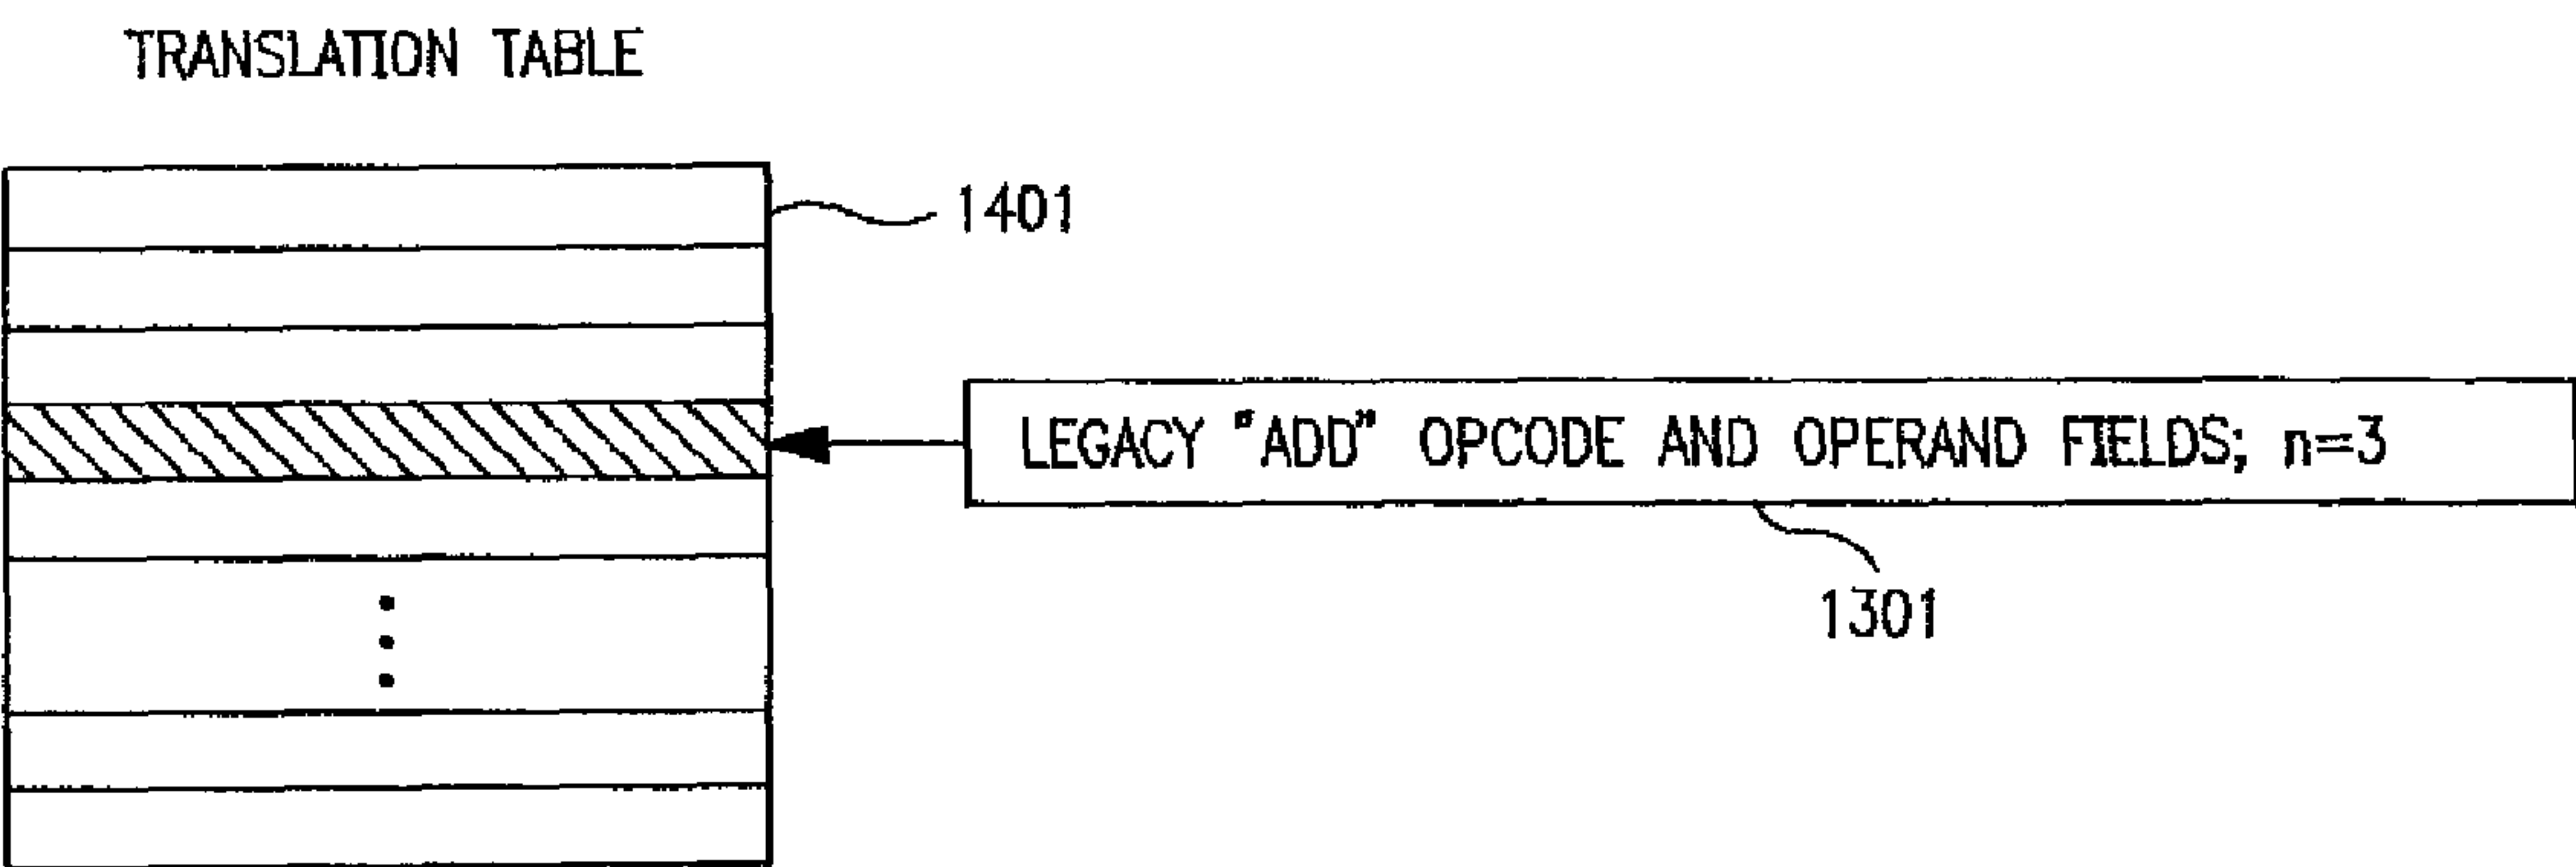 TRANSLATION TABLE
1401
LEGACY "ADD" OPCODE AND OPERAND FIELDS; n=3
1301